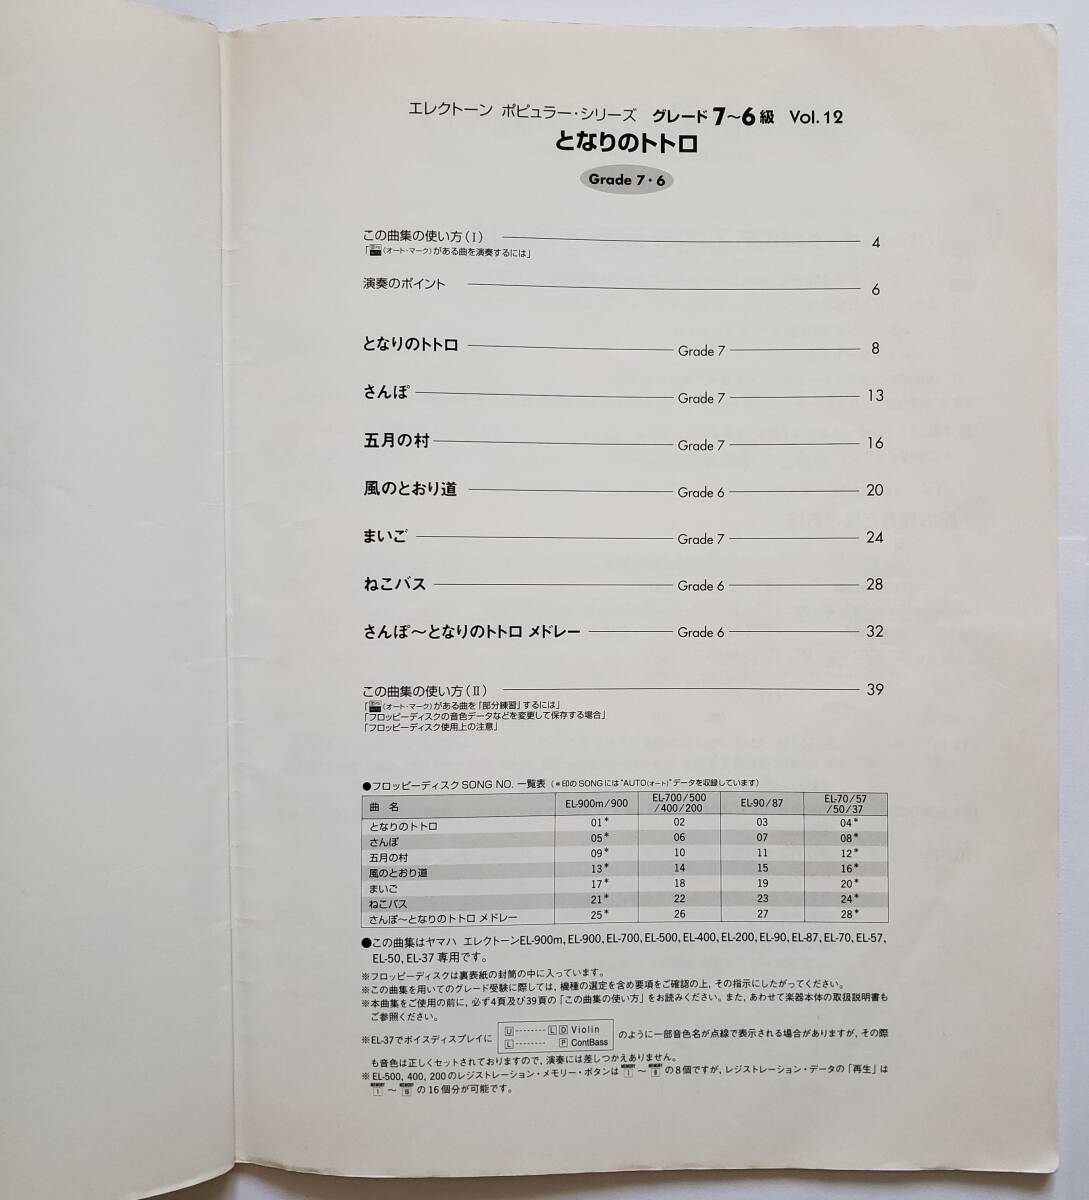 エレクトーン ポピュラー・シリーズ グレード7〜6級 Vol.12
となりのトトロ
Grade 7・6
この曲集の使い方(Ⅰ) 4
「(オート・マーク)がある曲を演奏するには」
演奏のポイント 6
となりのトトロ Grade 7 8
さんぽ Grade 7 13
五月の村 Grade 7 16
風のとおり道 Grade 6 20
まいご Grade 7 24
ねこバス Grade 6 28
さんぽ〜となりのトトロ メドレー Grade 6 32
この曲集の使い方(Ⅱ) 39
「(オート・マーク)がある曲を「部分練習」するには」
「フロッピーディスクの音色データなどを変更して保存する場合」
「フロッピーディスク使用上の注意」
●フロッピーディスクSONG NO. 一覧表 (*印のSONGには"AUTO(オート)"データを収録しています)
曲 名 EL-900m/900 EL-700/500/400/200 EL-90/87 EL-70/57/50/37
となりのトトロ 01* 02 03 04*
さんぽ 05* 06 07 08*
五月の村 09* 10 11 12*
風のとおり道 13* 14 15 16*
まいご 17* 18 19 20*
ねこバス 21* 22 23 24*
さんぽ〜となりのトトロ メドレー 25* 26 27 28*
●この曲集はヤマハ エレクトーンEL-900m, EL-900, EL-700, EL-500, EL-400, EL-200, EL-90, EL-87, EL-70, EL-57,
EL-50, EL-37 専用です。
※フロッピーディスクは裏表紙の封筒の中に入っています。
※この曲集を用いてのグレード受験に際しては, 機種の選定を含め要項をご確認の上, その指示にしたがってください。
※本曲集をご使用の前に, 必ず4頁及び39頁の「この曲集の使い方」をお読みください。また, あわせて楽器本体の取扱説明書も
ご参照ください。
※EL-37でボイスディスプレイに U -------- L D Violin のように一部音色名が点線で表示される場合がありますが, その際
L -------- P ContBass
も音色は正しくセットされておりますので, 演奏には差しつかえありません。
※EL-500, 400, 200のレジストレーション・メモリー・ボタンは MEMORY 1 〜 MEMORY 8 の8個ですが, レジストレーション・データの「再生」は
MEMORY 1 〜 MEMORY 16 の16個分が可能です。